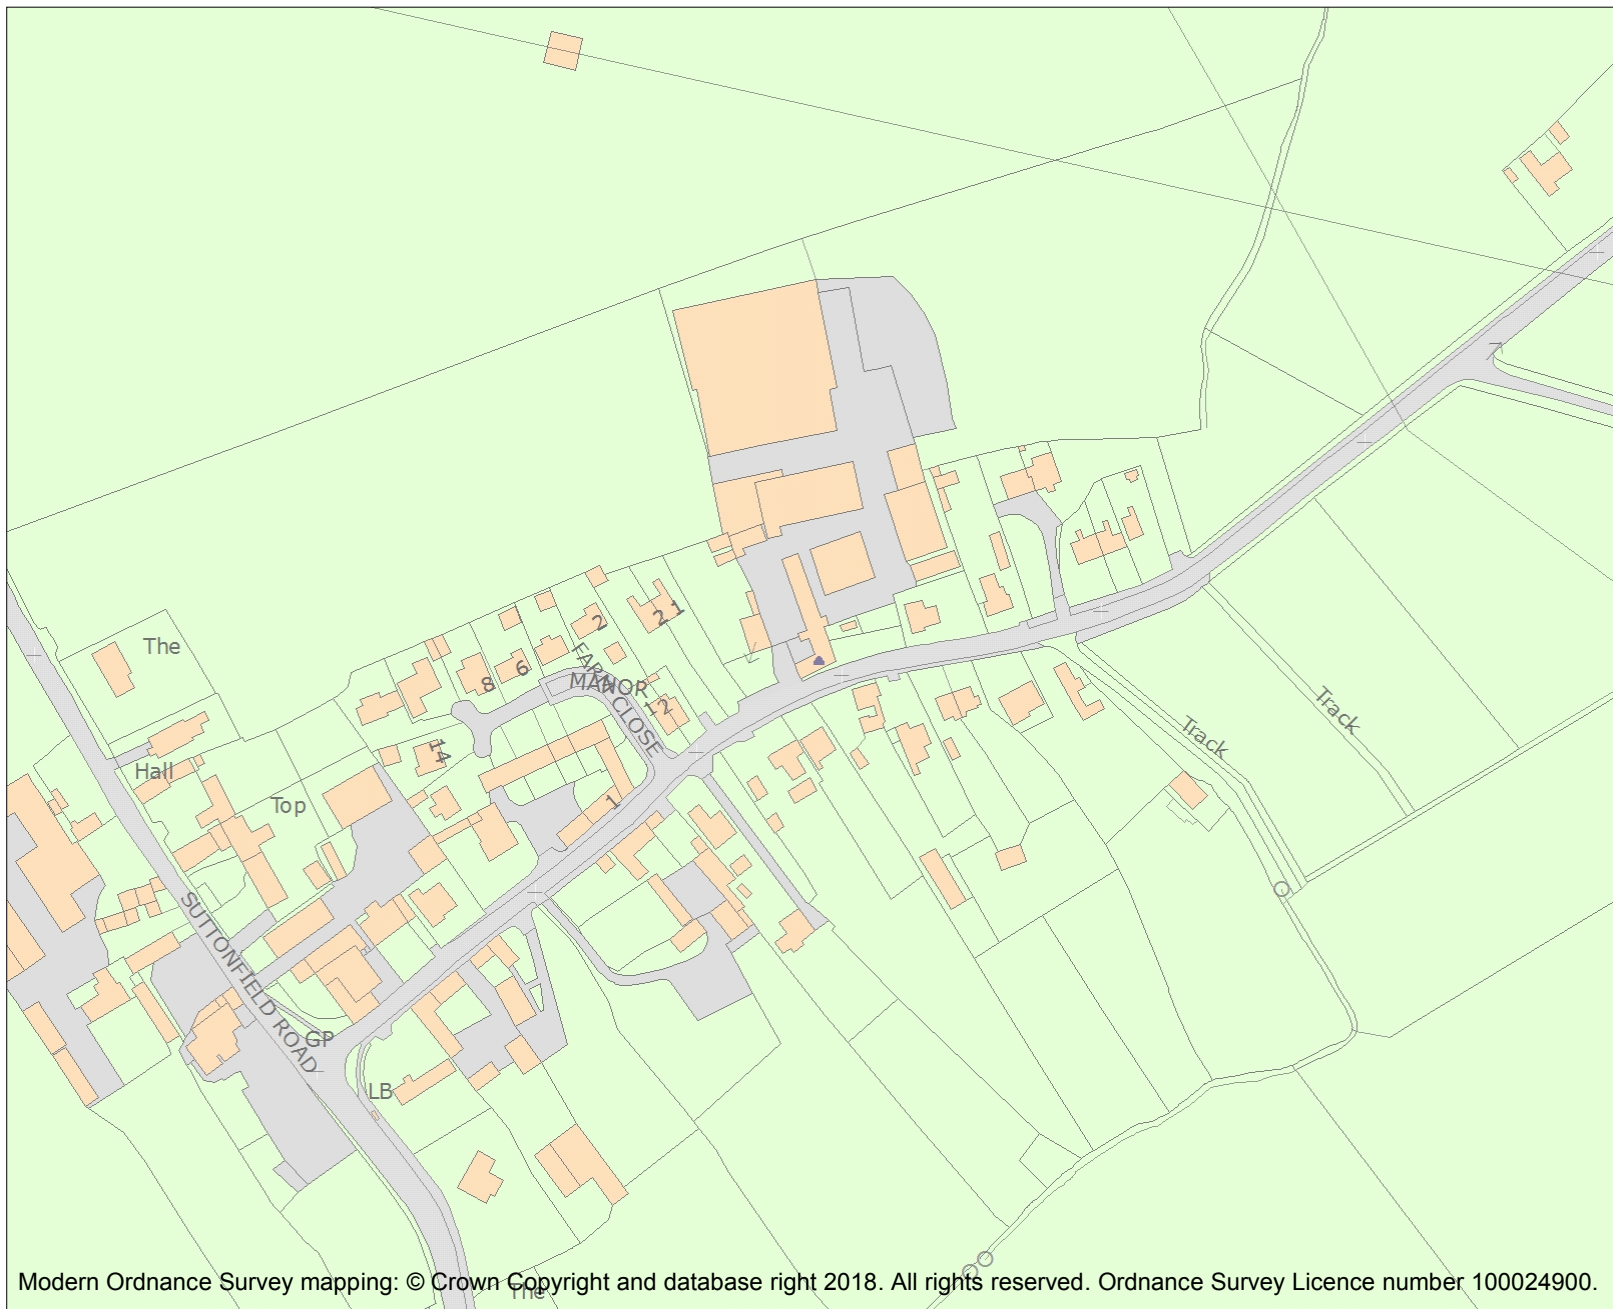 2 1
2
The
6
FARM CLOSE
8
MANOR
12
Track
Track
14
Hall
1
Top
SUTTONFIELD ROAD
GP
LB
The
Modern Ordnance Survey mapping: © Crown Copyright and database right 2018. All rights reserved. Ordnance Survey Licence number 100024900.